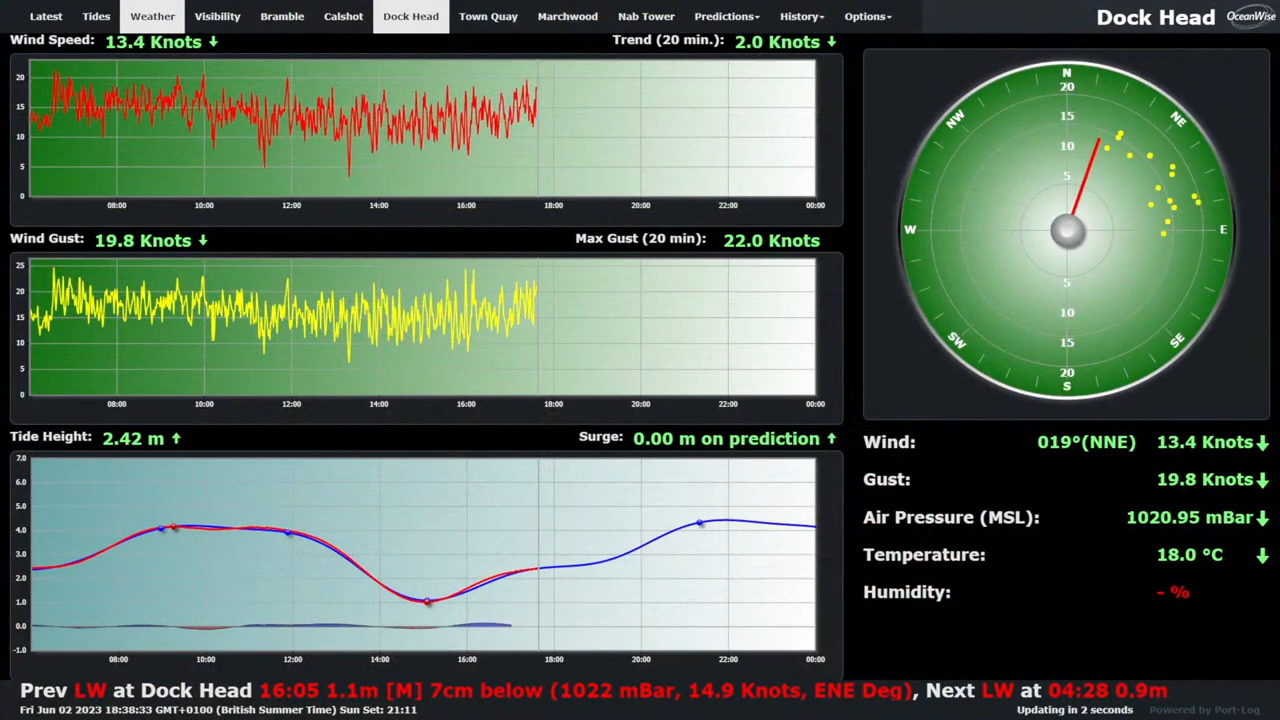 Latest Tides Weather Visibility Bramble Calshot Dock Head Town Quay Marchwood Nab Tower Predictions History Options Dock Head OceanWise
Wind Speed: 13.4 Knots ↓ Trend (20 min.): 2.0 Knots ↓
20
15
10
5
0
08:00 10:00 12:00 14:00 16:00 18:00 20:00 22:00 00:00
Wind Gust: 19.8 Knots ↓ Max Gust (20 min): 22.0 Knots
25
20
15
10
5
0
08:00 10:00 12:00 14:00 16:00 18:00 20:00 22:00 00:00
Tide Height: 2.42 m ↑ Surge: 0.00 m on prediction ↑
7.0
6.0
5.0
4.0
3.0
2.0
1.0
0.0
-1.0
08:00 10:00 12:00 14:00 16:00 18:00 20:00 22:00 00:00
N
20
15
10
5
NW NE
W E
5
10
15
20
SW SE
S
Wind: 019°(NNE) 13.4 Knots ↓
Gust: 19.8 Knots ↓
Air Pressure (MSL): 1020.95 mBar ↓
Temperature: 18.0 °C ↓
Humidity: - %
Prev LW at Dock Head 16:05 1.1m [M] 7cm below (1022 mBar, 14.9 Knots, ENE Deg), Next LW at 04:28 0.9m
Fri Jun 02 2023 18:38:33 GMT+0100 (British Summer Time) Sun Set: 21:11 Updating in 2 seconds Powered by Port-Log